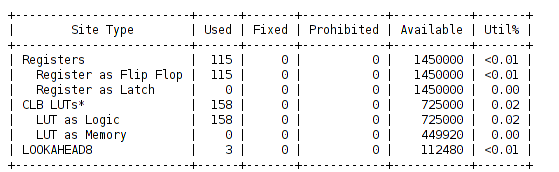 +------------------------+------+-------+------------+-----------+-------+
|       Site Type        | Used | Fixed | Prohibited | Available | Util% |
+------------------------+------+-------+------------+-----------+-------+
| Registers              |  115 |     0 |          0 |   1450000 | <0.01 |
|   Register as Flip Flop |  115 |     0 |          0 |   1450000 | <0.01 |
|   Register as Latch    |    0 |     0 |          0 |   1450000 |  0.00 |
| CLB LUTs*              |  158 |     0 |          0 |    725000 |  0.02 |
|   LUT as Logic         |  158 |     0 |          0 |    725000 |  0.02 |
|   LUT as Memory        |    0 |     0 |          0 |    449920 |  0.00 |
| LOOKAHEAD8             |    3 |     0 |          0 |    112480 | <0.01 |
+------------------------+------+-------+------------+-----------+-------+